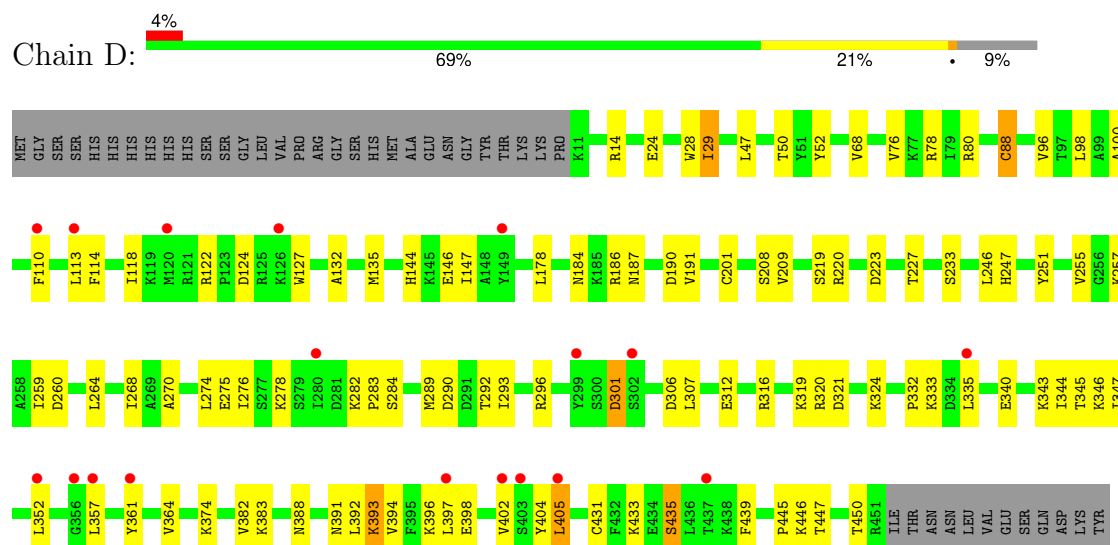 4%
Chain D:
69% 21% • 9%
MET GLY SER SER HIS HIS HIS HIS HIS HIS SER SER GLY LEU VAL PRO ARG GLY SER HIS MET ALA GLU ASN GLY TYR THR LYS LYS PRO K11 R14 E24 W28 I29 L47 T50 Y51 Y52 V68 V76 K77 R78 I79 R80 C88 V96 T97 L98 A99 A100
F110 L113 F114 I118 K119 M120 R121 R122 P123 D124 R125 K126 W127 A132 M135 H144 K145 E146 I147 A148 Y149 L178 N184 K185 R186 N187 D190 V191 C201 S208 V209 S219 R220 D223 T227 S233 L246 H247 Y251 V255 G256 K257
A258 I259 D260 L264 I268 A269 A270 L274 E275 I276 S277 K278 S279 I280 D281 K282 P283 S284 M289 D290 D291 T292 I293 R296 Y299 S300 D301 S302 D306 L307 E312 R316 K319 R320 D321 K324 P332 K333 D334 L335 E340 K343 I344 T345 K346 I347
L352 G356 L357 Y361 V364 K374 V382 K383 N388 N391 L392 K393 V394 F395 K396 L397 E398 V402 S403 Y404 L405 C431 F432 K433 E434 S435 L436 T437 K438 F439 P445 K446 T447 T450 R451 ILE THR ASN ASN LEU VAL GLU SER GLN ASP LYS TYR